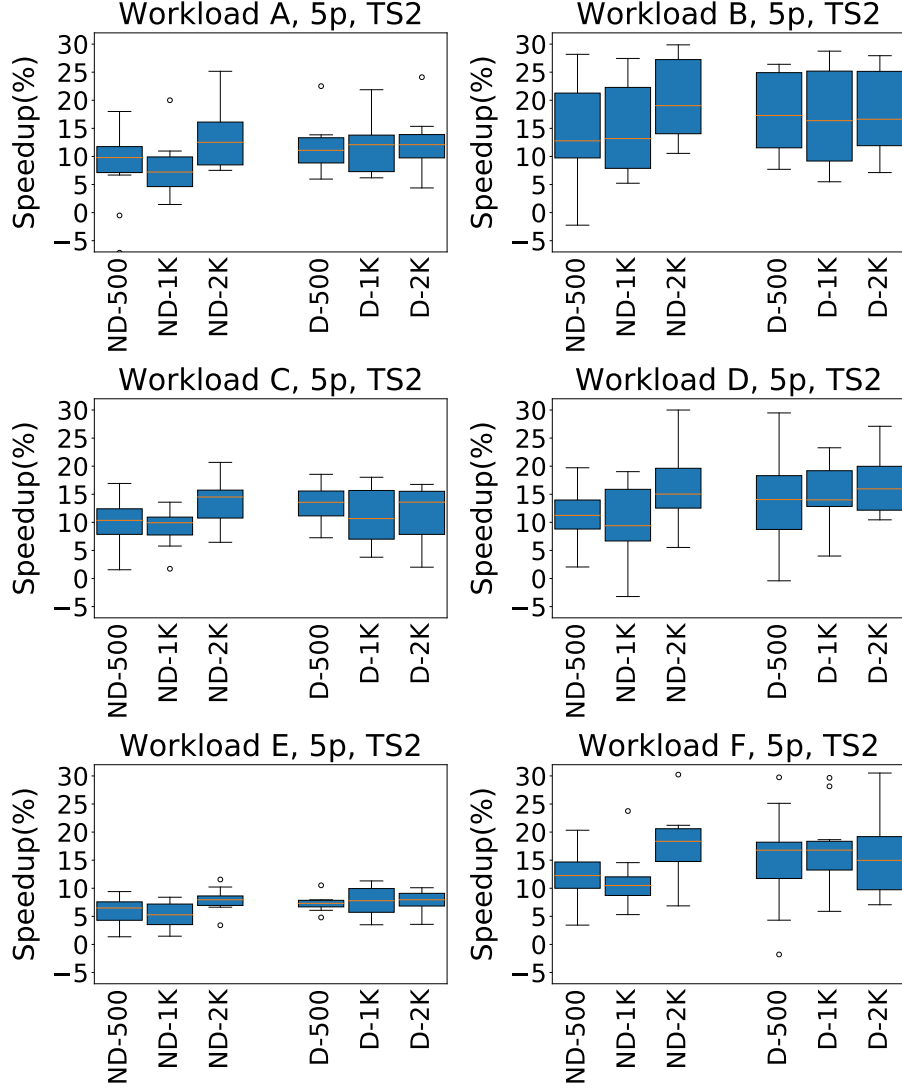 Workload A, 5p, TS2
Speedup(%)
30
25
20
15
10
5
0
−5
ND-500
ND-1K
ND-2K
D-500
D-1K
D-2K
Workload B, 5p, TS2
Speedup(%)
30
25
20
15
10
5
0
−5
ND-500
ND-1K
ND-2K
D-500
D-1K
D-2K
Workload C, 5p, TS2
Speedup(%)
30
25
20
15
10
5
0
−5
ND-500
ND-1K
ND-2K
D-500
D-1K
D-2K
Workload D, 5p, TS2
Speedup(%)
30
25
20
15
10
5
0
−5
ND-500
ND-1K
ND-2K
D-500
D-1K
D-2K
Workload E, 5p, TS2
Speedup(%)
30
25
20
15
10
5
0
−5
ND-500
ND-1K
ND-2K
D-500
D-1K
D-2K
Workload F, 5p, TS2
Speedup(%)
30
25
20
15
10
5
0
−5
ND-500
ND-1K
ND-2K
D-500
D-1K
D-2K